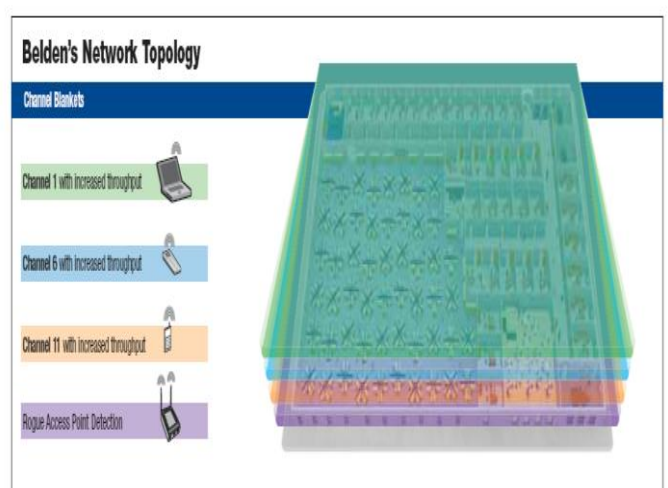 Belden's Network Topology
Channel Blankets
Channel 1 with increased throughput
Channel 6 with increased throughput
Channel 11 with increased throughput
Rogue Access Point Detection